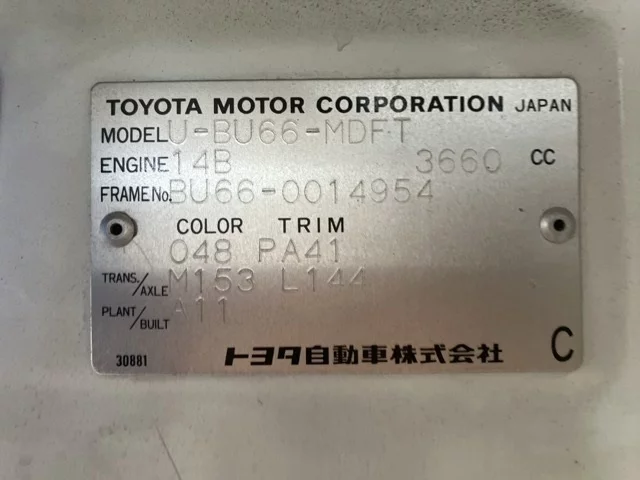 TOYOTA MOTOR CORPORATION JAPAN
MODEL U-BU66-MDFT
ENGINE 14B 3660 CC
FRAME No. BU66-0014954
COLOR TRIM
048 PA41
TRANS./AXLE M153 L144
PLANT/BUILT A11
30881 トヨタ自動車株式会社 C